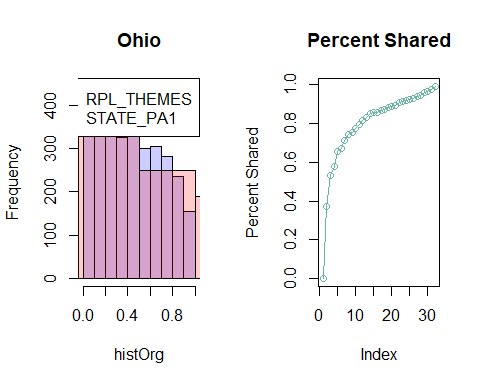 Ohio
RPL_THEMES
STATE_PA1
Frequency
0
100
200
300
400
0.0
0.4
0.8
histOrg
Percent Shared
Percent Shared
0.0
0.2
0.4
0.6
0.8
1.0
0
10
20
30
Index